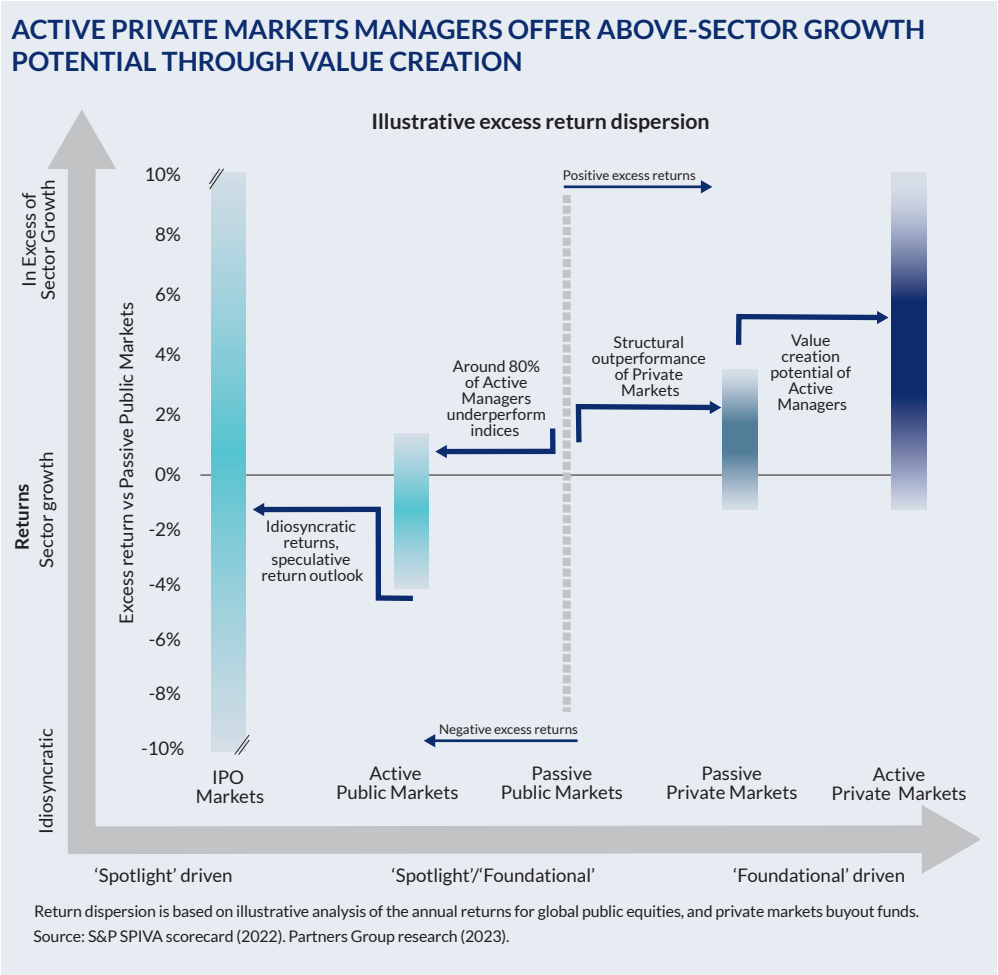 ACTIVE PRIVATE MARKETS MANAGERS OFFER ABOVE-SECTOR GROWTH
POTENTIAL THROUGH VALUE CREATION
Illustrative excess return dispersion
Returns
In Excess of
Sector Growth
Sector growth
Idiosyncratic
Excess return vs Passive Public Markets
10%
8%
6%
4%
2%
0%
-2%
-4%
-6%
-8%
-10%
Positive excess returns
Idiosyncratic
returns,
speculative
return outlook
Around 80%
of Active
Managers
underperform
indices
Structural
outperformance
of Private
Markets
Value
creation
potential of
Active
Managers
Negative excess returns
IPO
Markets
Active
Public Markets
Passive
Public Markets
Passive
Private Markets
Active
Private Markets
‘Spotlight’ driven
‘Spotlight’/‘Foundational’
‘Foundational’ driven
Return dispersion is based on illustrative analysis of the annual returns for global public equities, and private markets buyout funds.
Source: S&P SPIVA scorecard (2022). Partners Group research (2023).